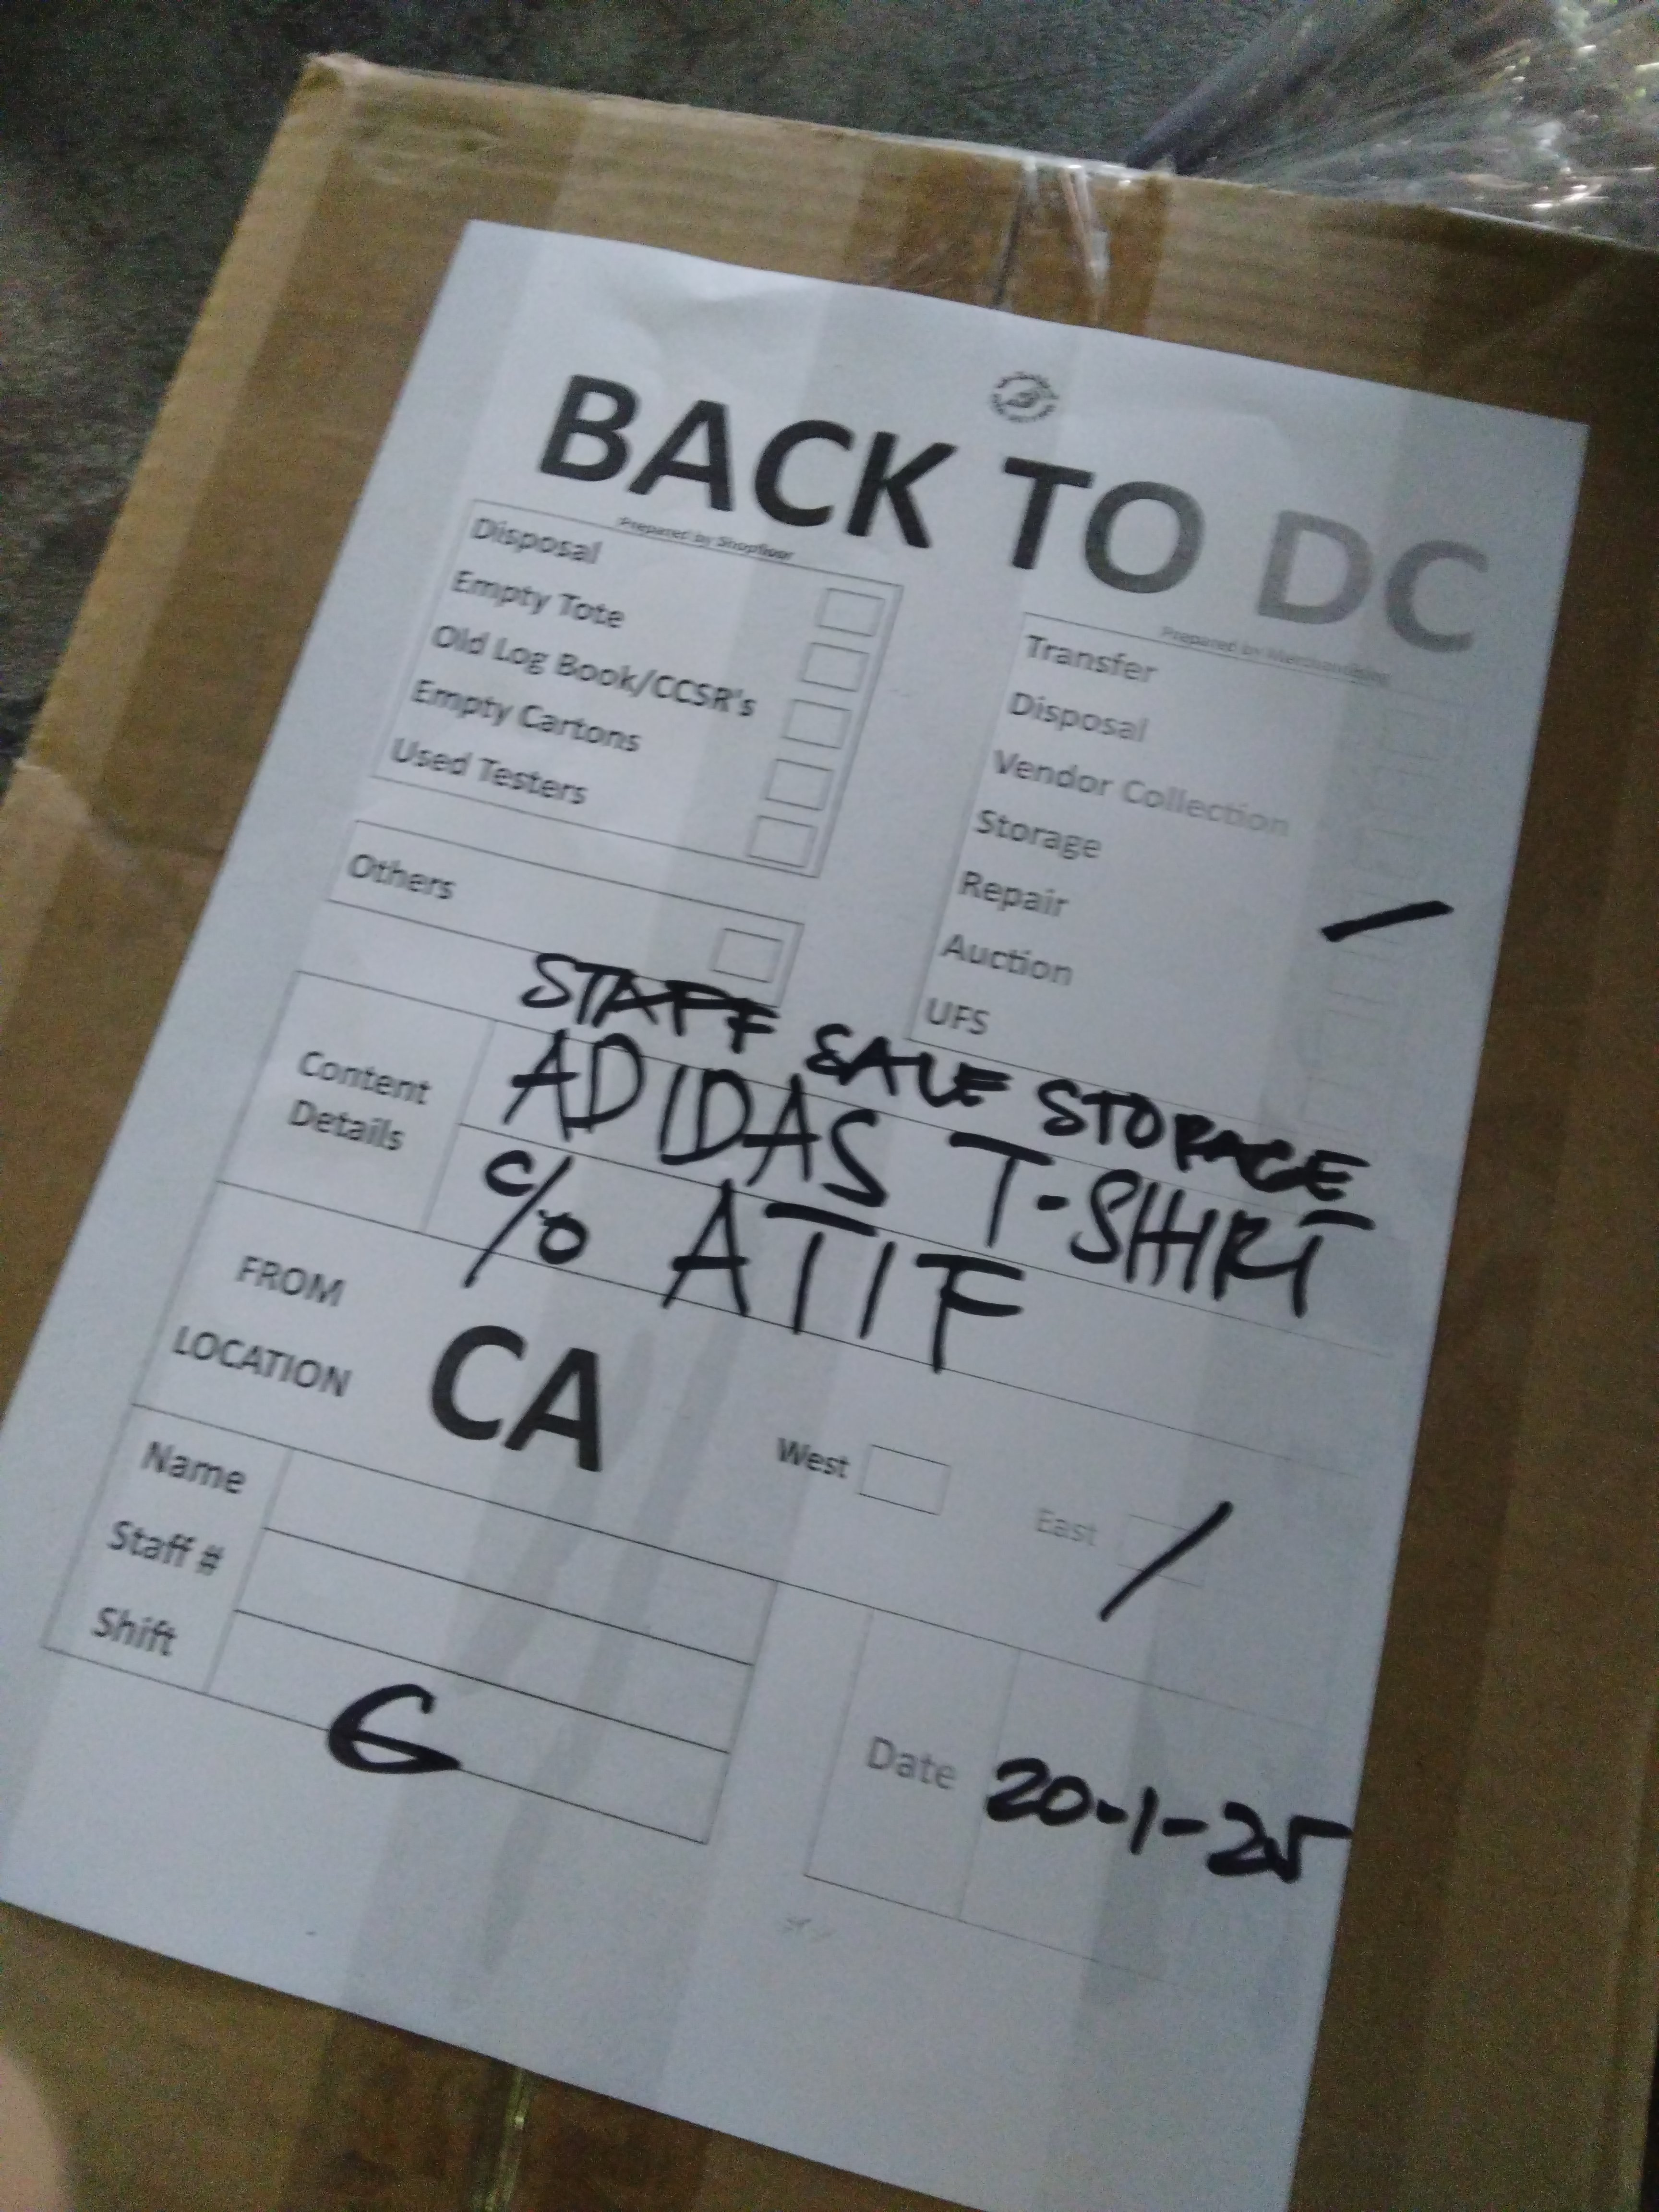 BACK TO DC
Prepared by Shopfloor
Disposal
Empty Tote
Old Log Book/CCSR's
Empty Cartons
Used Testers
Others
Prepared by Merchandising
Transfer
Disposal
Vendor Collection
Storage
Repair
Auction
UFS
Content Details
STAFF SALE STORAGE
ADIDAS T-SHIRT
C/O ATIF
FROM LOCATION
CA
West
East
Name
Staff #
Shift
G
Date
20-1-25